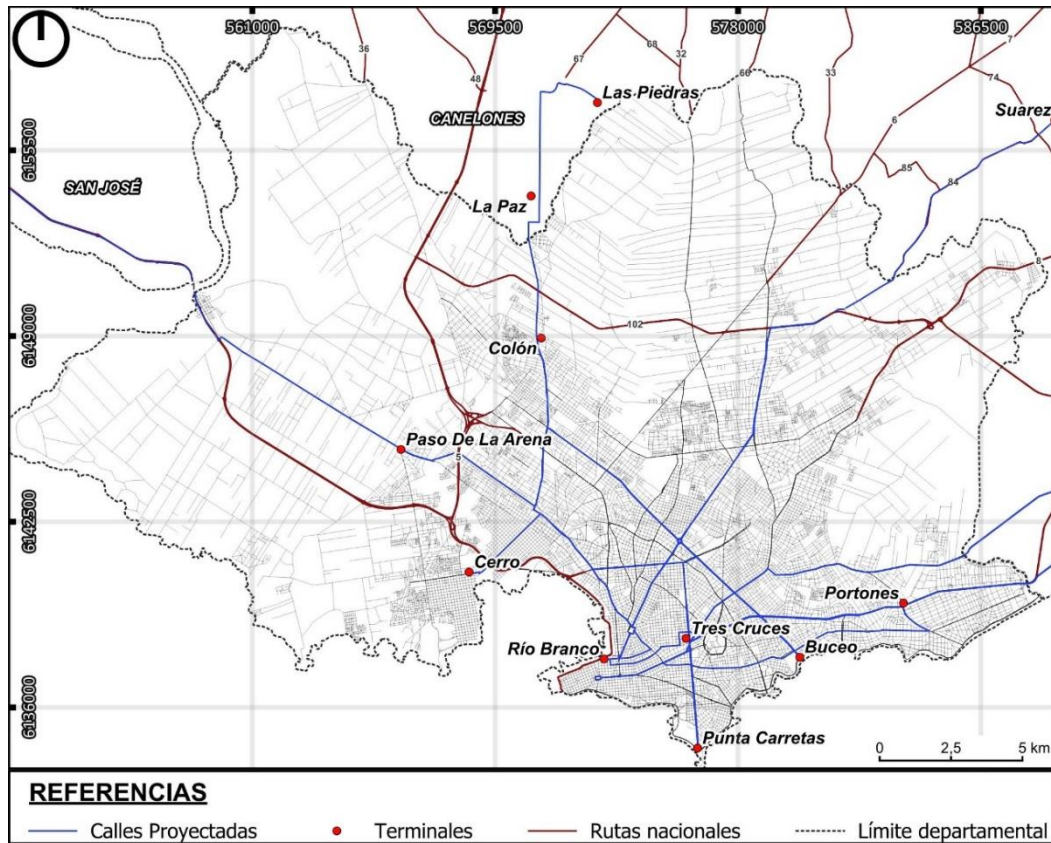 561000
569500
578000
586500
36
68
32
7
67
66
33
74
48
Las Piedras
CANELONES
Suarez
6
6155500
85
SAN JOSÉ
84
La Paz
8
102
6149000
Colón
Paso De La Arena
5
6142500
Cerro
Portones
Tres Cruces
Río Branco
Buceo
6136000
Punta Carretas
0 2,5 5 km
REFERENCIAS
Calles Proyectadas Terminales Rutas nacionales Límite departamental